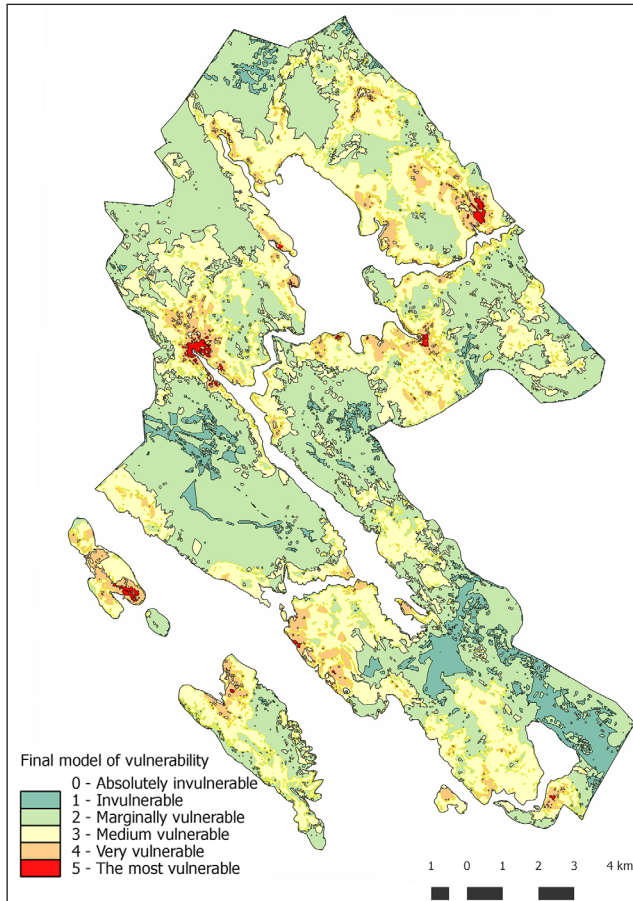 Final model of vulnerability
0 - Absolutely invulnerable
1 - Invulnerable
2 - Marginally vulnerable
3 - Medium vulnerable
4 - Very vulnerable
5 - The most vulnerable
1 0 1 2 3 4 km